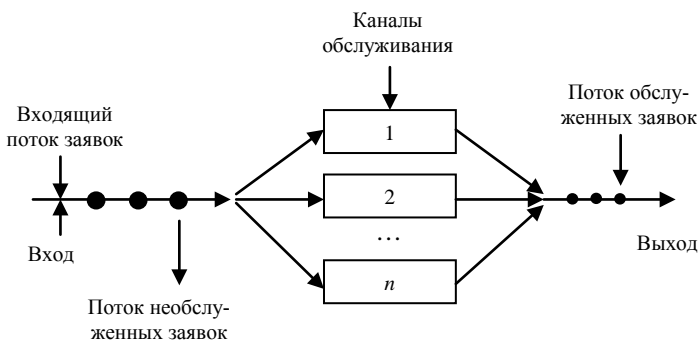 Каналы
обслуживания
Входящий
поток заявок
Поток обслу-
женных заявок
1
2
...
n
Вход
Выход
Поток необслу-
женных заявок